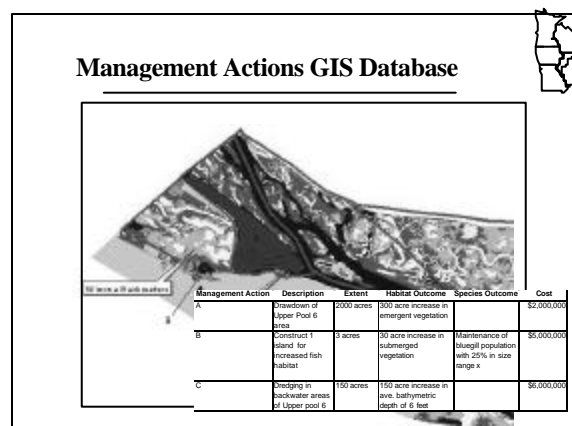 Management Actions GIS Database
Management Action Description Extent Habitat Outcome Species Outcome Cost
A Drawdown of Upper Pool 6 area 2000 acres 300 acre increase in emergent vegetation $2,000,000
B Construct 1 island for increased fish habitat 3 acres 30 acre increase in submerged vegetation Maintenance of bluegill population with 25% in size range x $5,000,000
C Dredging in backwater areas of Upper pool 6 150 acres 150 acre increase in ave. bathymetric depth of 6 feet $6,000,000